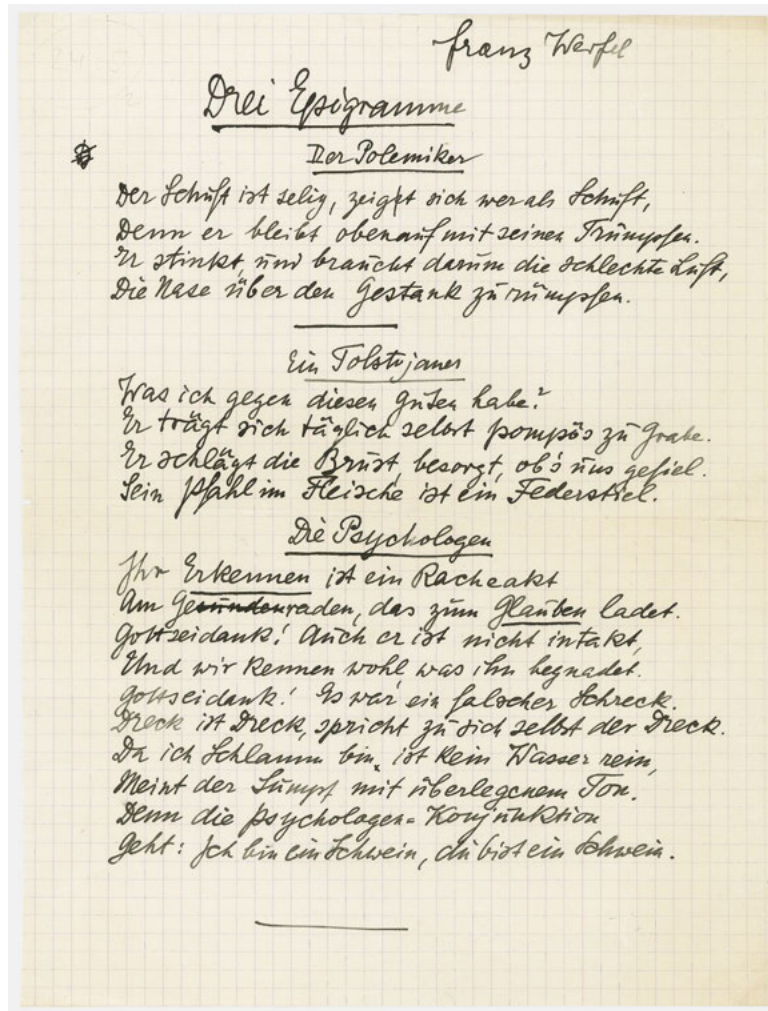 Franz Werfel
Drei Epigramme
Der Polemiker
Der Schuft ist selig, zeigt sich wer als Schuft,
Denn er bleibt obenauf mit seinen Trümpfen.
Er stinkt, und braucht darum die schlechte Luft,
Die Nase über den Gestank zu rümpfen.
Ein Tolstojaner
Was ich gegen diesen Guten habe?
Er trägt sich täglich selbst pompös zu Grabe.
Er schlägt die Brust, besorgt, ob's uns gefiel.
Sein Pfahl im Fleische ist ein Federstiel.
Die Psychologen
Ihr Erkennen ist ein Racheakt
Am Geraden, das zum Glauben ladet.
Gottseidank! Auch er ist nicht intakt,
Und wir kennen wohl, was ihn begnadet.
Gottseidank! Es war ein falscher Schreck.
Dreck ist Dreck, spricht zu sich selbst der Dreck.
Da ich Schlamm bin, ist kein Wasser rein,
Meint der Sumpf mit überlegenem Ton.
Denn die Psychologen-Konjunktion
Geht: Ich bin ein Schwein, du bist ein Schwein.